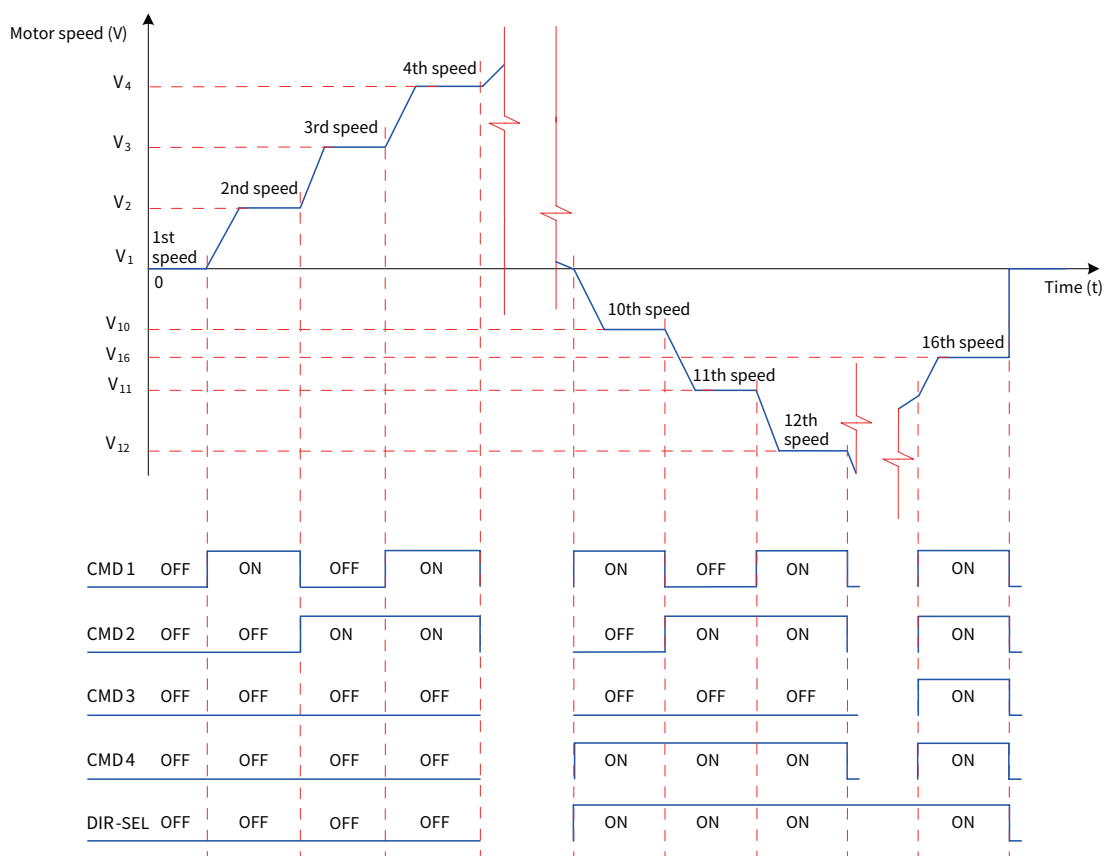 Motor speed (V)
4th speed
V4
3rd speed
V3
2nd speed
V2
1st
speed
V1
0
Time (t)
V10
10th speed
16th speed
V16
11th speed
V11
12th
speed
V12
CMD 1 OFF ON OFF ON ON OFF ON ON
CMD 2 OFF OFF ON ON OFF ON ON ON
CMD 3 OFF OFF OFF OFF OFF OFF OFF ON
CMD 4 OFF OFF OFF OFF ON ON ON ON
DIR-SEL OFF OFF OFF OFF ON ON ON ON